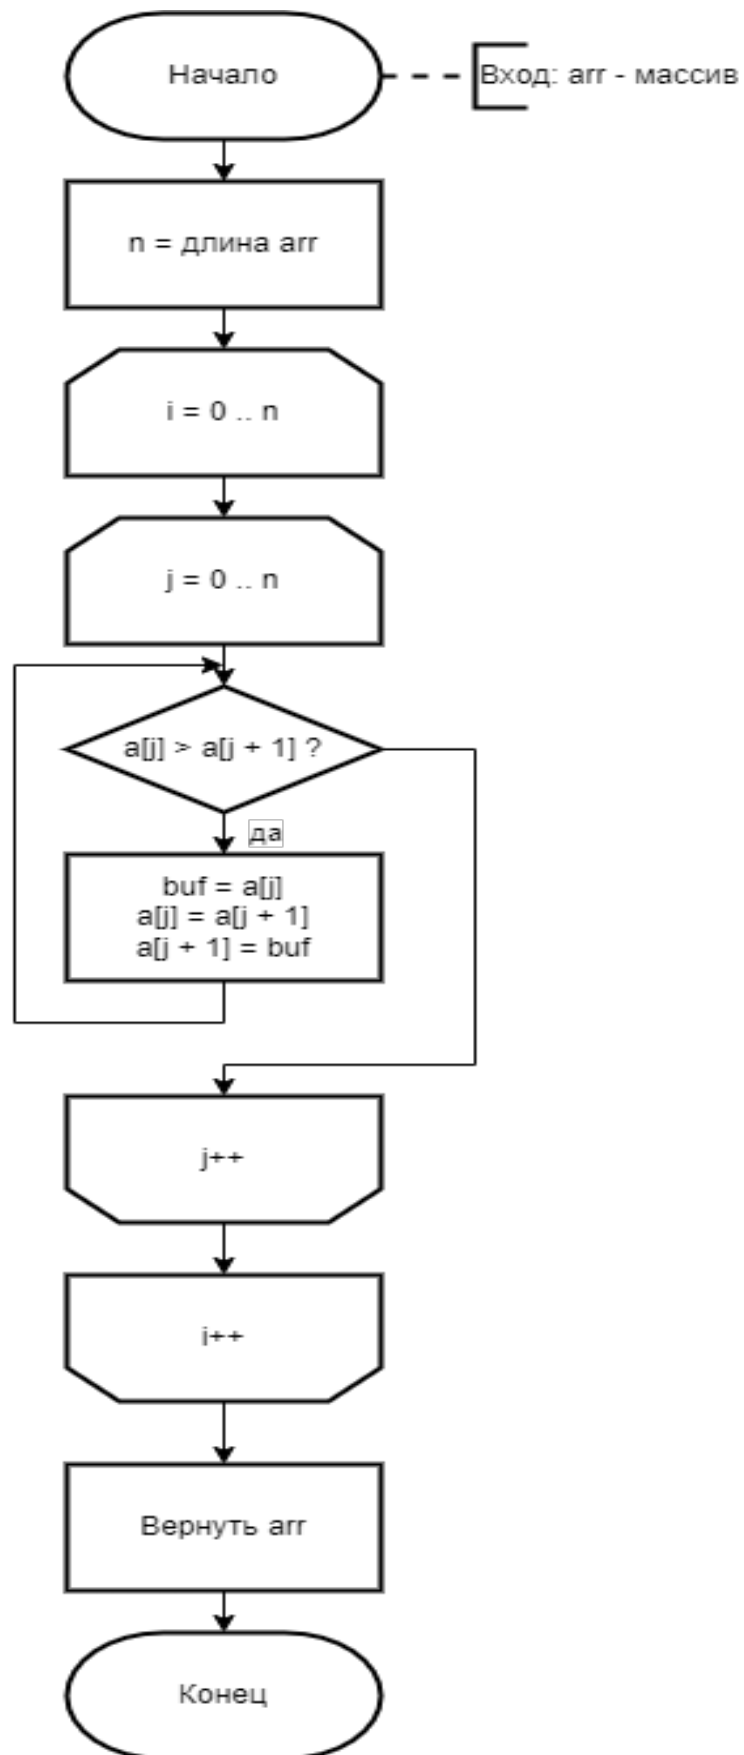 Начало
Вход: arr - массив
n = длина arr
i = 0 .. n
j = 0 .. n
a[j] > a[j + 1] ?
да
buf = a[j]
a[j] = a[j + 1]
a[j + 1] = buf
j++
i++
Вернуть arr
Конец